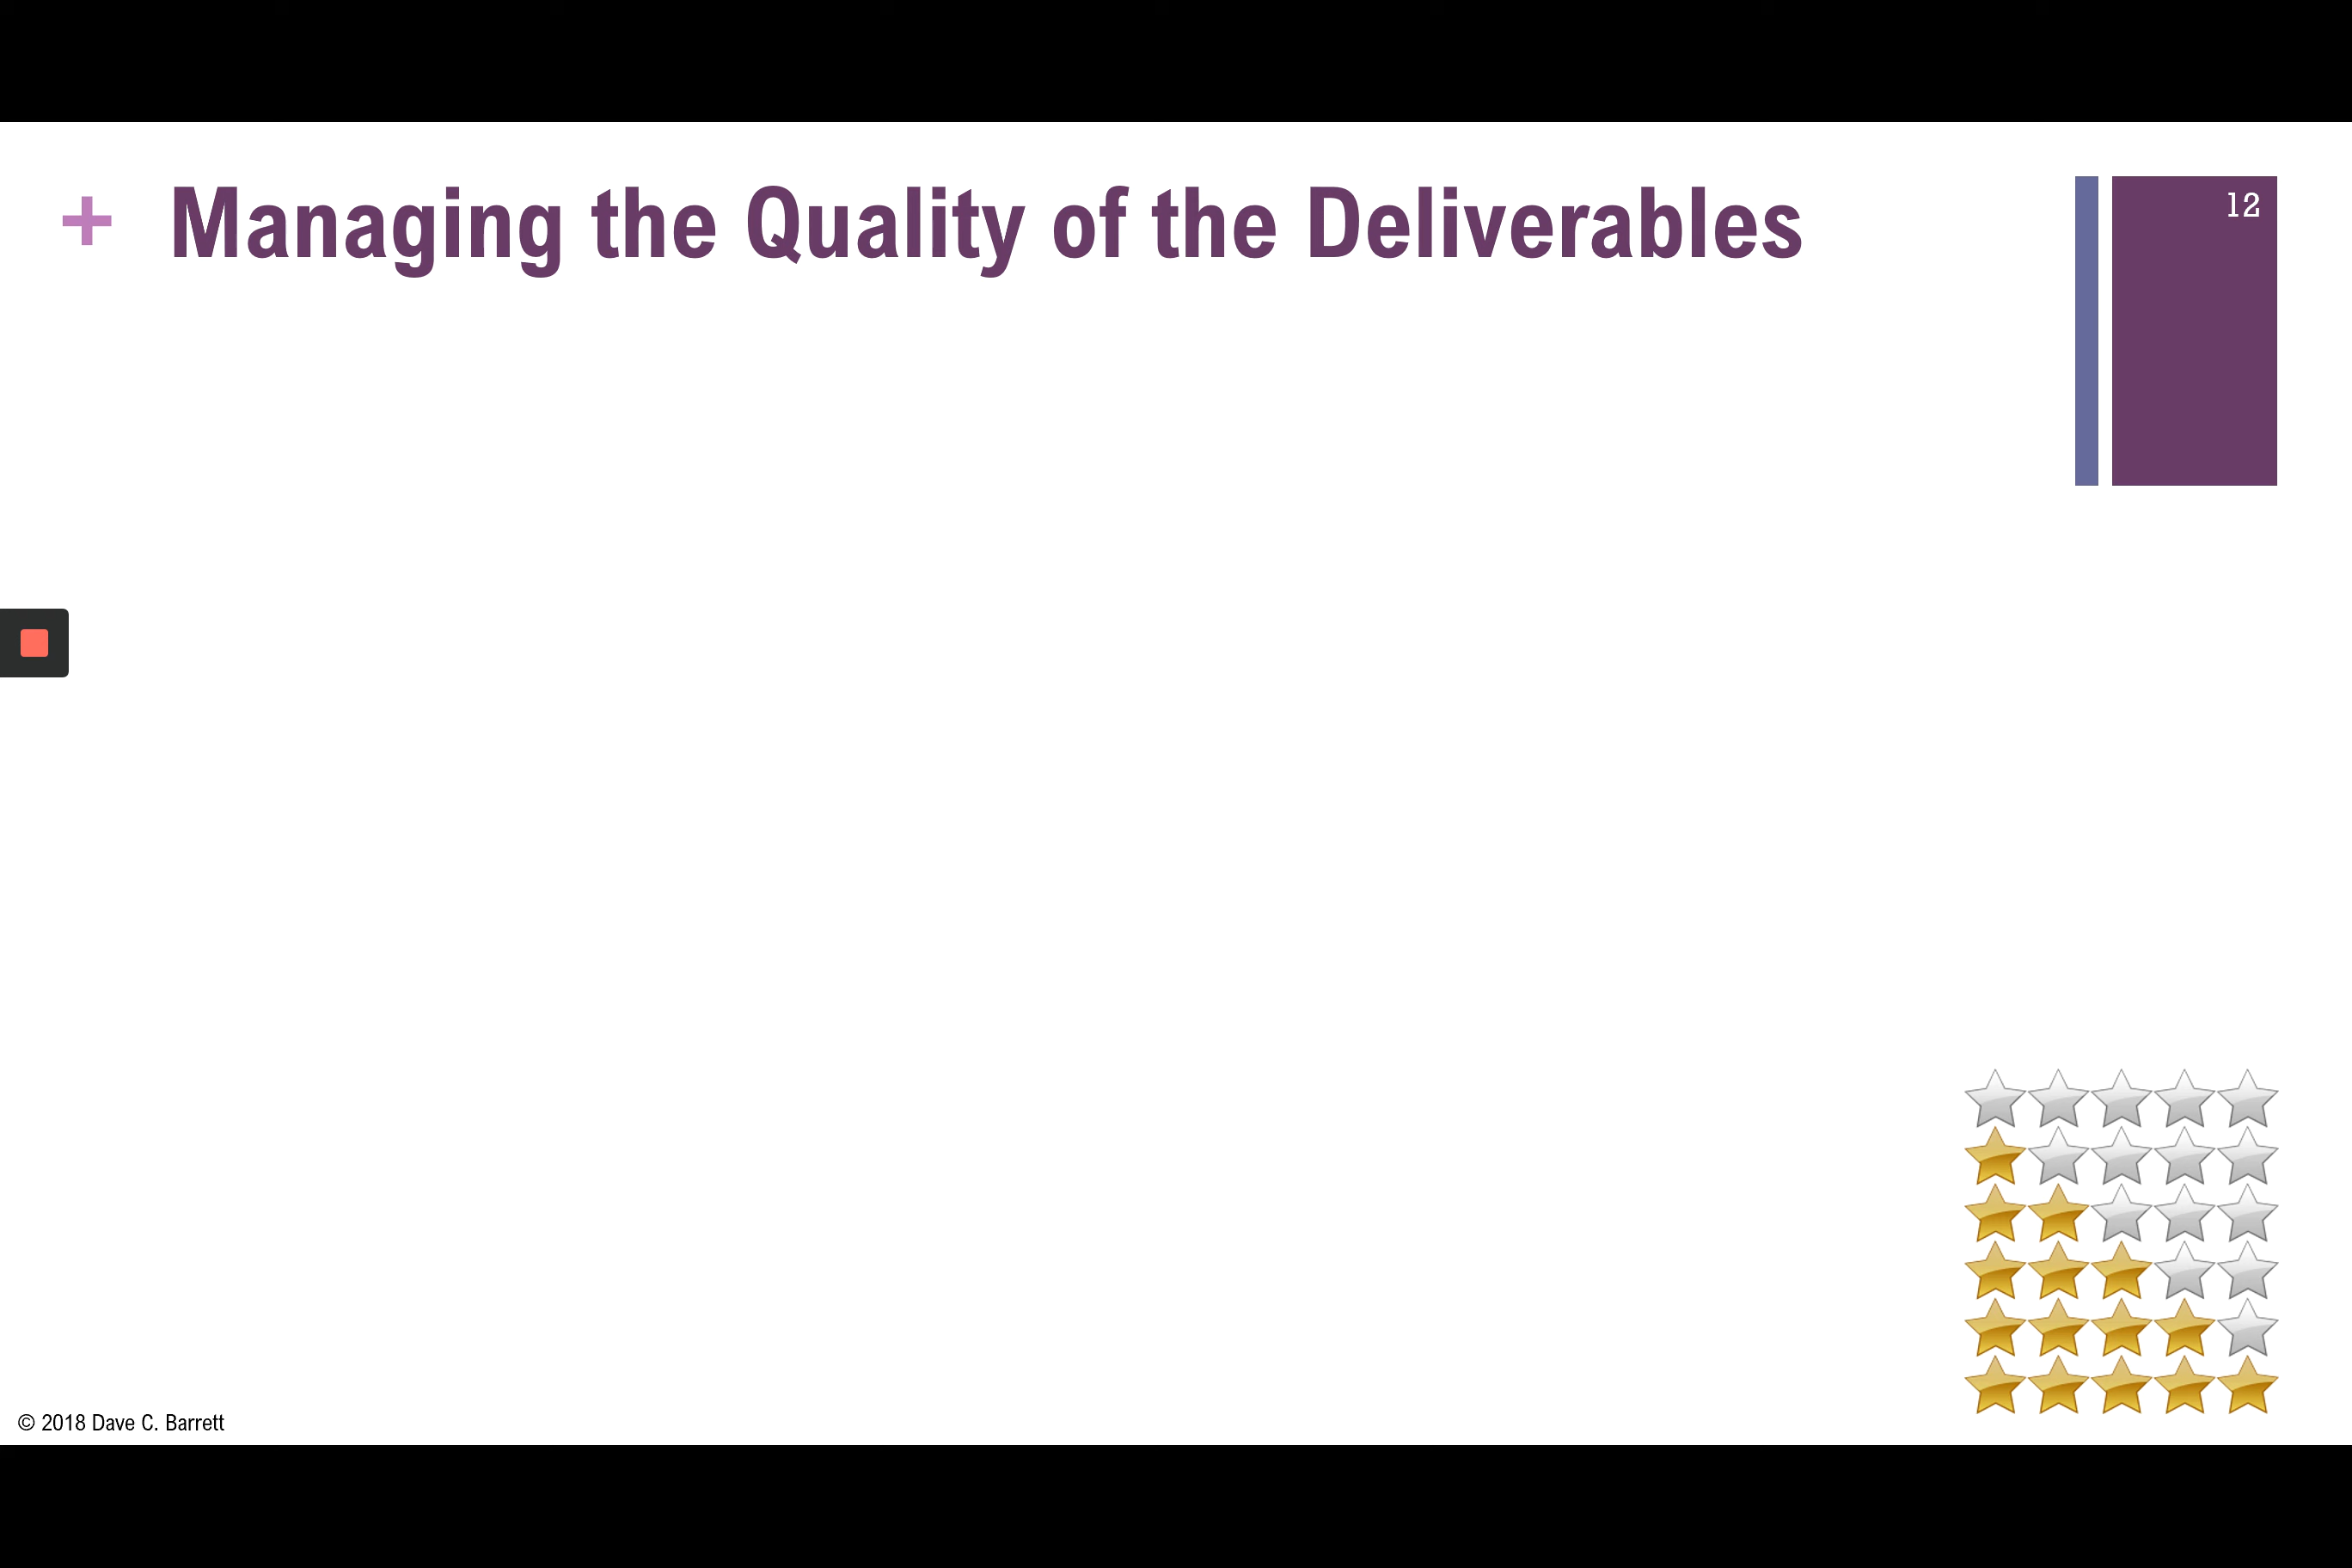 + Managing the Quality of the Deliverables
12
© 2018 Dave C. Barrett